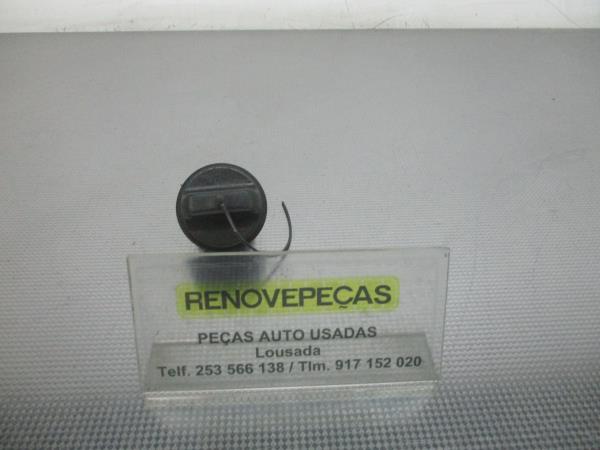 RENOVEPEÇAS
PEÇAS AUTO USADAS
Lousada
Telf. 253 566 138 / Tlm. 917 152 020